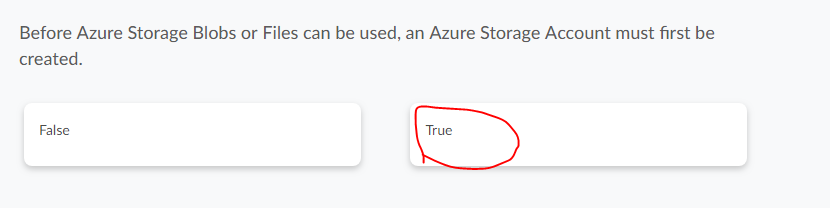 Before Azure Storage Blobs or Files can be used, an Azure Storage Account must first be
created.
False
True